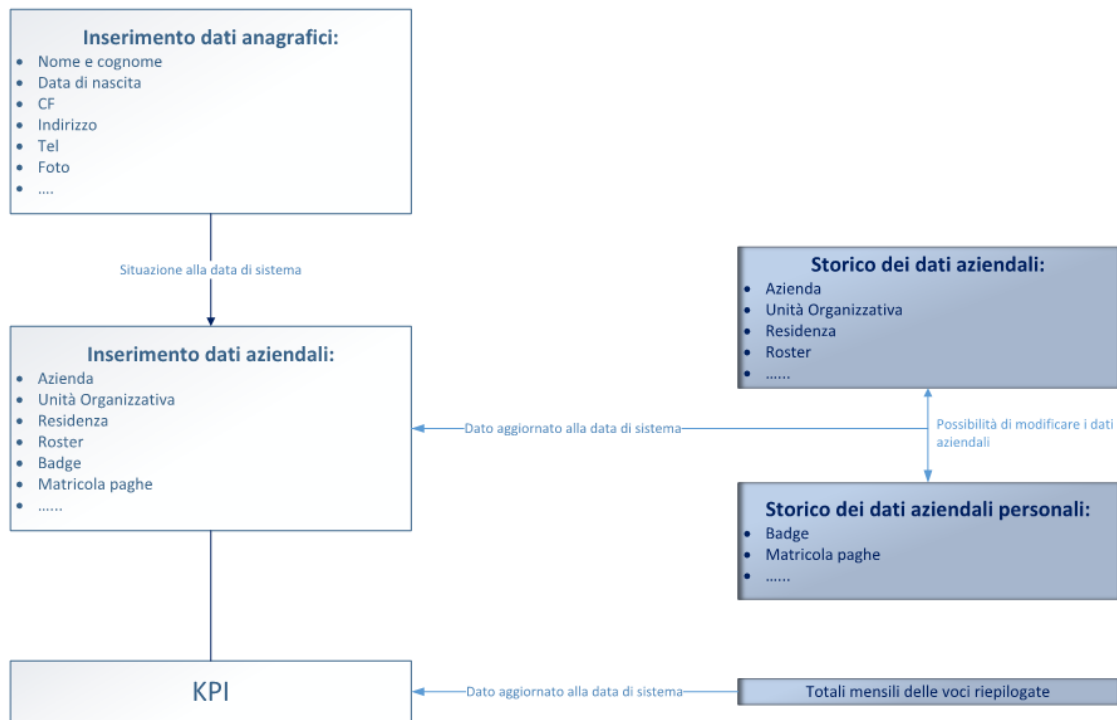 Inserimento dati anagrafici:
• Nome e cognome
• Data di nascita
• CF
• Indirizzo
• Tel
• Foto
• ....
Situazione alla data di sistema
Inserimento dati aziendali:
• Azienda
• Unità Organizzativa
• Residenza
• Roster
• Badge
• Matricola paghe
• ......
Storico dei dati aziendali:
• Azienda
• Unità Organizzativa
• Residenza
• Roster
• ......
Dato aggiornato alla data di sistema
Possibilità di modificare i dati
aziendali
Storico dei dati aziendali personali:
• Badge
• Matricola paghe
• ......
KPI
Dato aggiornato alla data di sistema
Totali mensili delle voci riepilogate